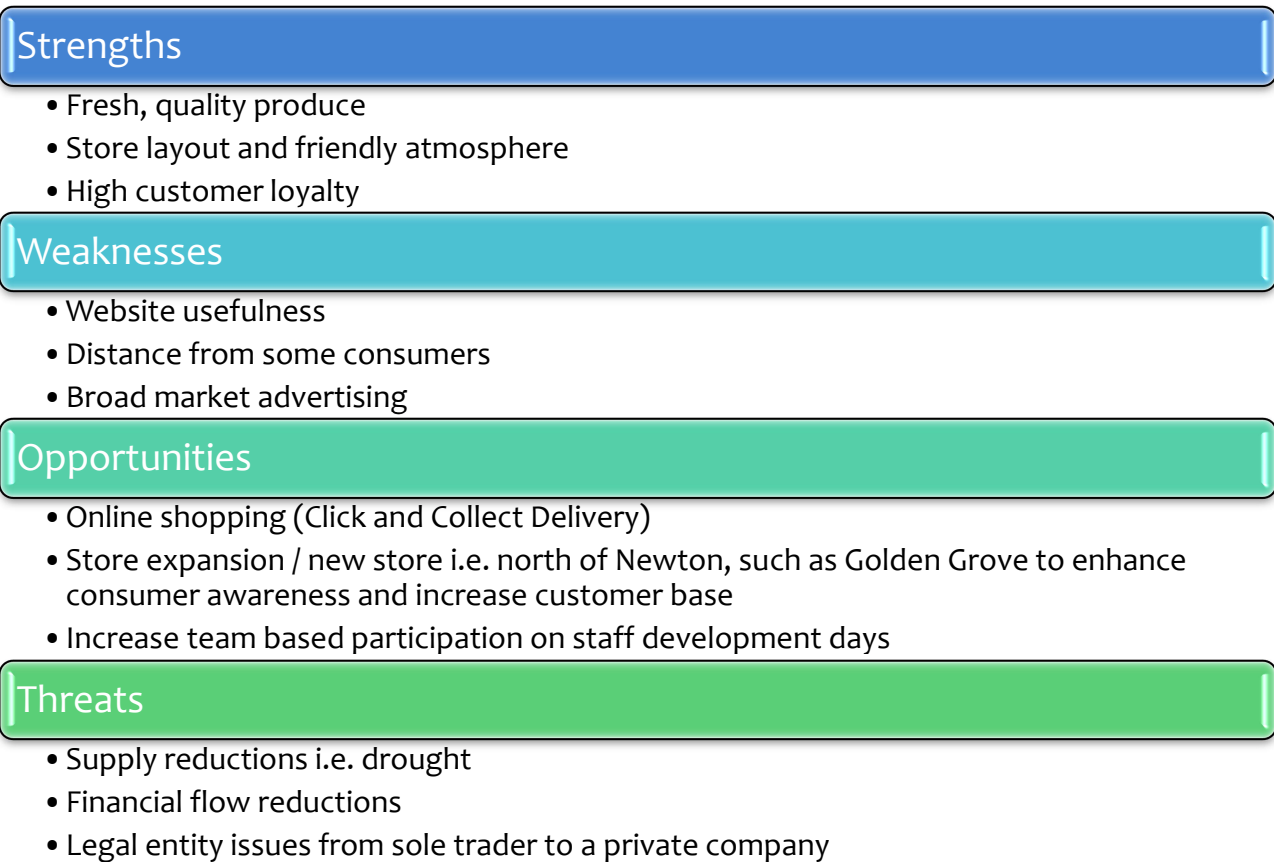 Strengths
• Fresh, quality produce
• Store layout and friendly atmosphere
• High customer loyalty
Weaknesses
• Website usefulness
• Distance from some consumers
• Broad market advertising
Opportunities
• Online shopping (Click and Collect Delivery)
• Store expansion / new store i.e. north of Newton, such as Golden Grove to enhance
consumer awareness and increase customer base
• Increase team based participation on staff development days
Threats
• Supply reductions i.e. drought
• Financial flow reductions
• Legal entity issues from sole trader to a private company